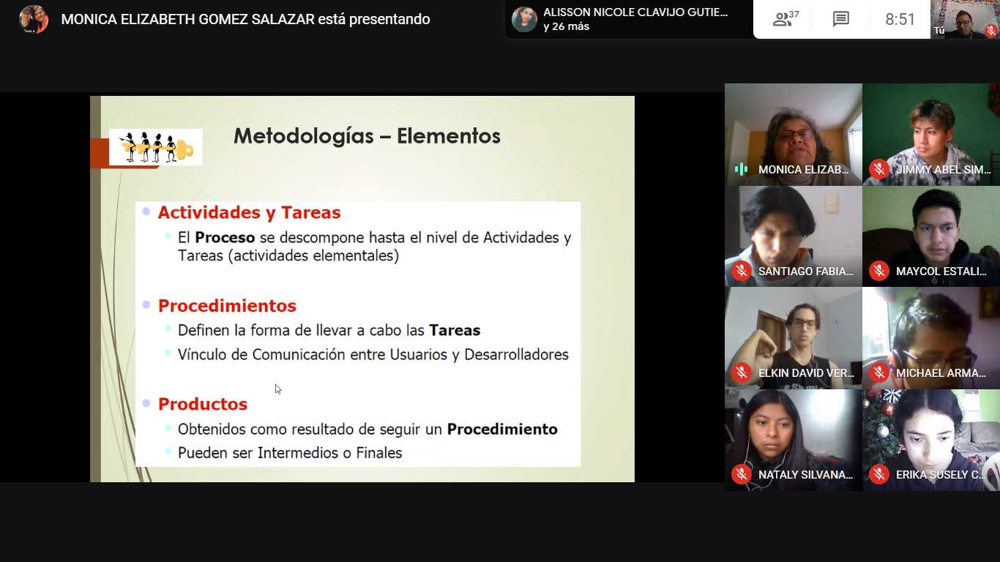 MONICA ELIZABETH GOMEZ SALAZAR está presentando
ALISSON NICOLE CLAVIJO GUTIE...
y 26 más
37
8:51
Tú
Metodologías – Elementos
Actividades y Tareas
El Proceso se descompone hasta el nivel de Actividades y
Tareas (actividades elementales)
Procedimientos
Definen la forma de llevar a cabo las Tareas
Vínculo de Comunicación entre Usuarios y Desarrolladores
Productos
Obtenidos como resultado de seguir un Procedimiento
Pueden ser Intermedios o Finales
MONICA ELIZAB...
JIMMY ABEL SIM...
SANTIAGO FABIA...
MAYCOL ESTALI...
ELKIN DAVID VER...
MICHAEL ARMA...
NATALY SILVANA...
ERIKA SUSELY C...